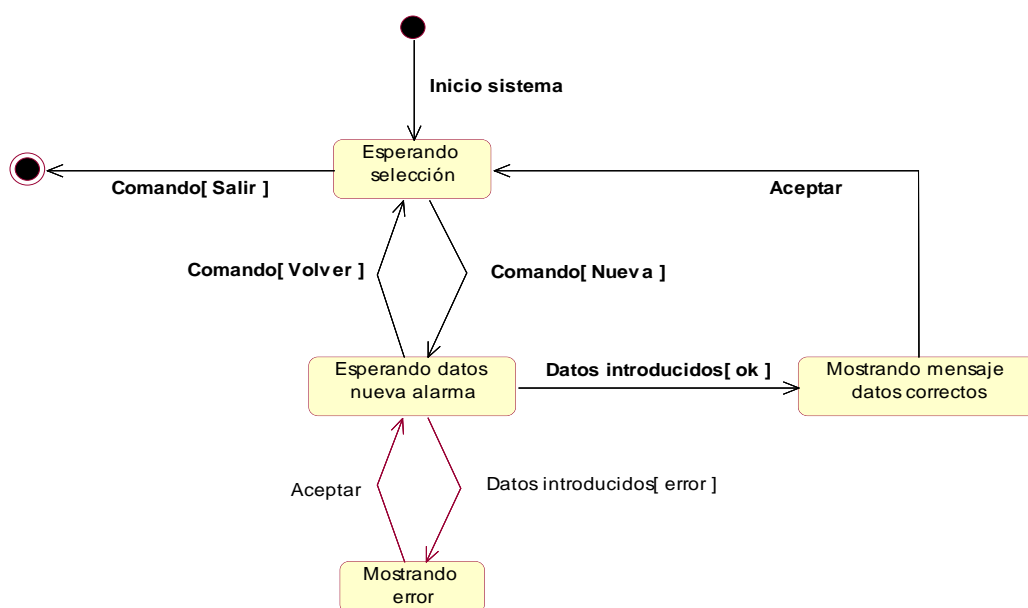 Inicio sistema
Esperando
selección
Comando[ Salir ]
Aceptar
Comando[ Volver ]
Comando[ Nueva ]
Esperando datos
nueva alarma
Datos introducidos[ ok ]
Mostrando mensaje
datos correctos
Aceptar
Datos introducidos[ error ]
Mostrando
error